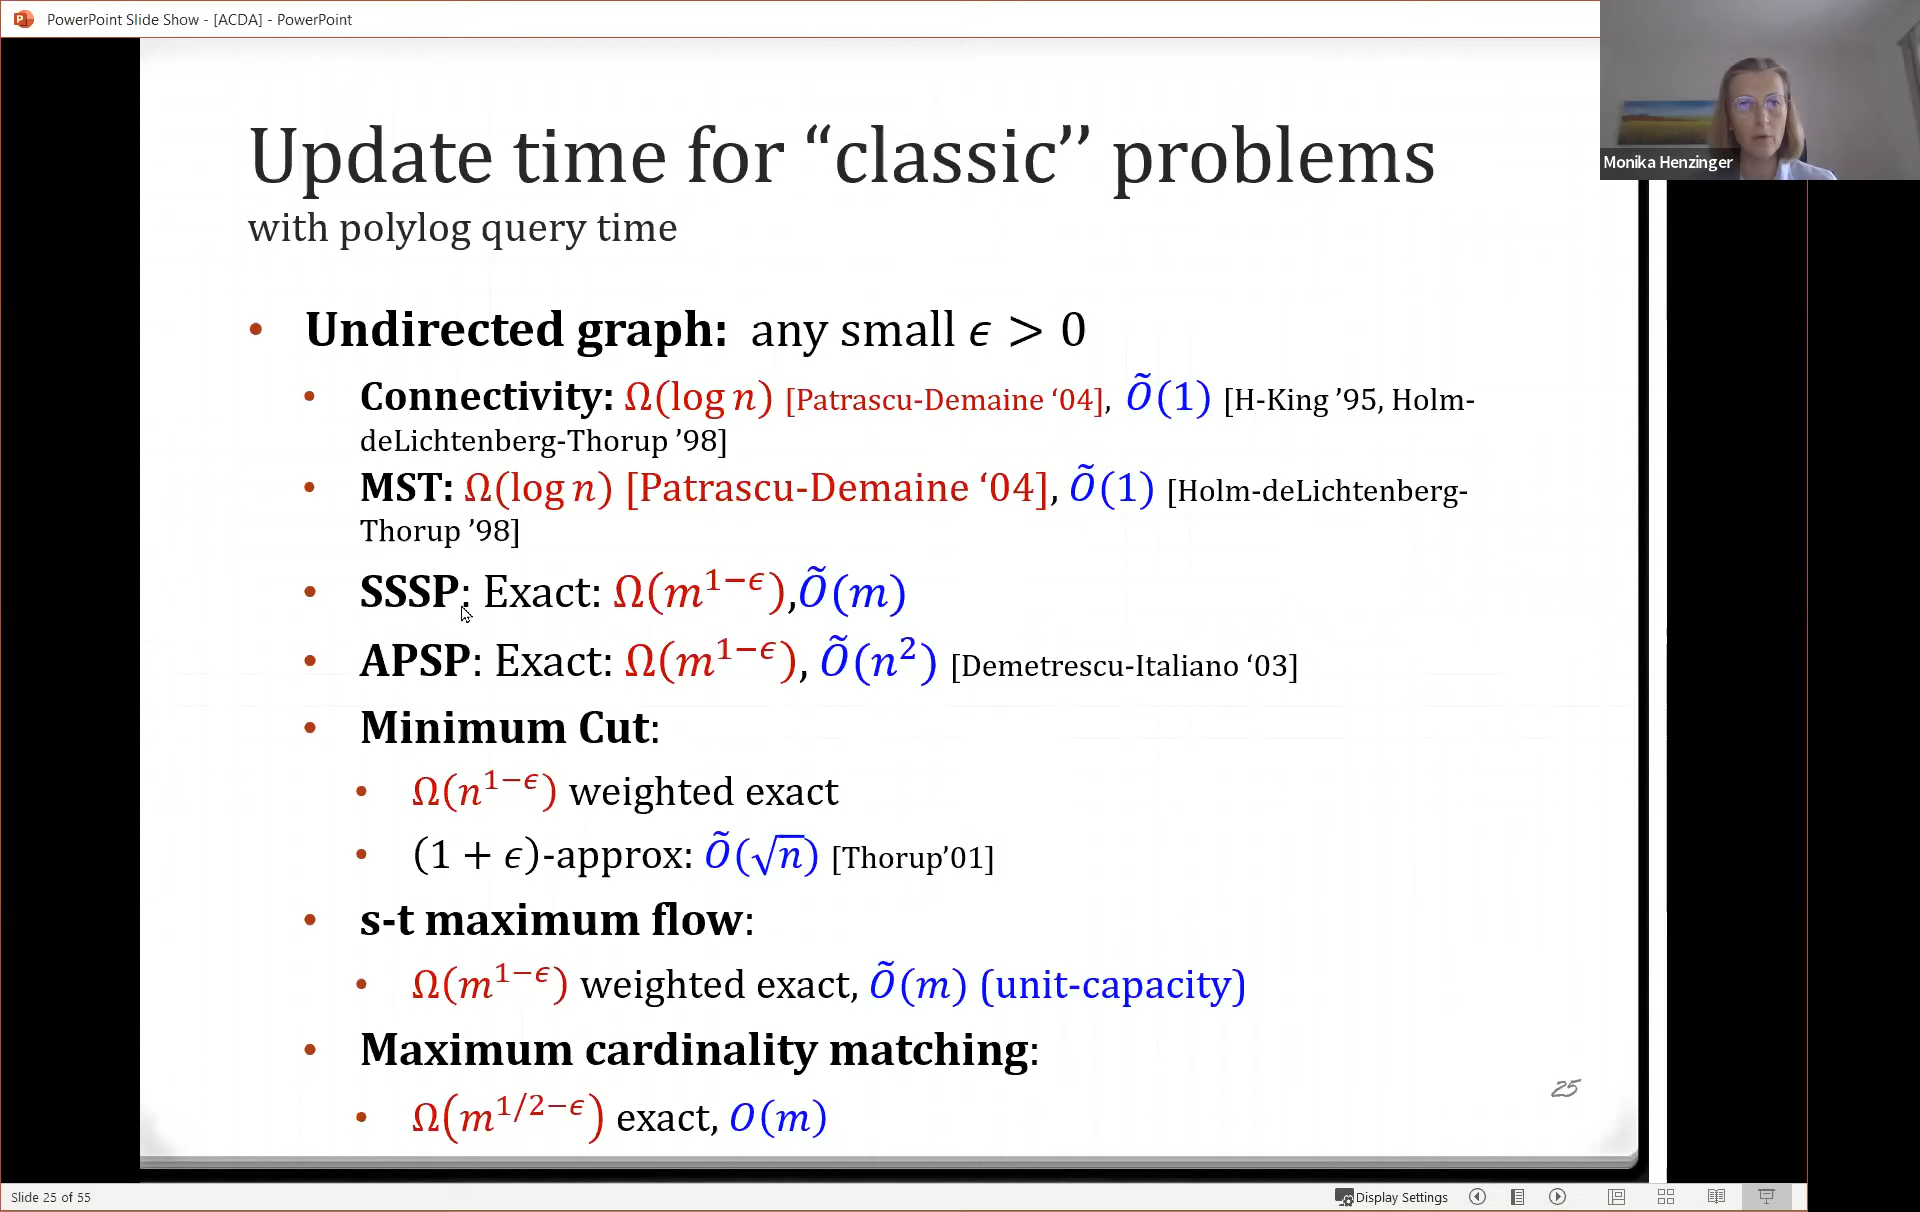 PowerPoint Slide Show - [ACDA] - PowerPoint
Monika Henzinger
Update time for “classic’’ problems
with polylog query time
• Undirected graph: any small ϵ > 0
• Connectivity: Ω(log n) [Patrascu-Demaine ‘04], Õ(1) [H-King ’95, Holm-
deLichtenberg-Thorup ’98]
• MST: Ω(log n) [Patrascu-Demaine ‘04], Õ(1) [Holm-deLichtenberg-
Thorup ’98]
• SSSP: Exact: Ω(m^{1−ϵ}),Õ(m)
• APSP: Exact: Ω(m^{1−ϵ}), Õ(n²) [Demetrescu-Italiano ‘03]
• Minimum Cut:
• Ω(n^{1−ϵ}) weighted exact
• (1 + ϵ)-approx: Õ(√n) [Thorup’01]
• s-t maximum flow:
• Ω(m^{1−ϵ}) weighted exact, Õ(m) (unit-capacity)
• Maximum cardinality matching:
• Ω(m^{1/2−ϵ}) exact, O(m)
25
Slide 25 of 55
Display Settings